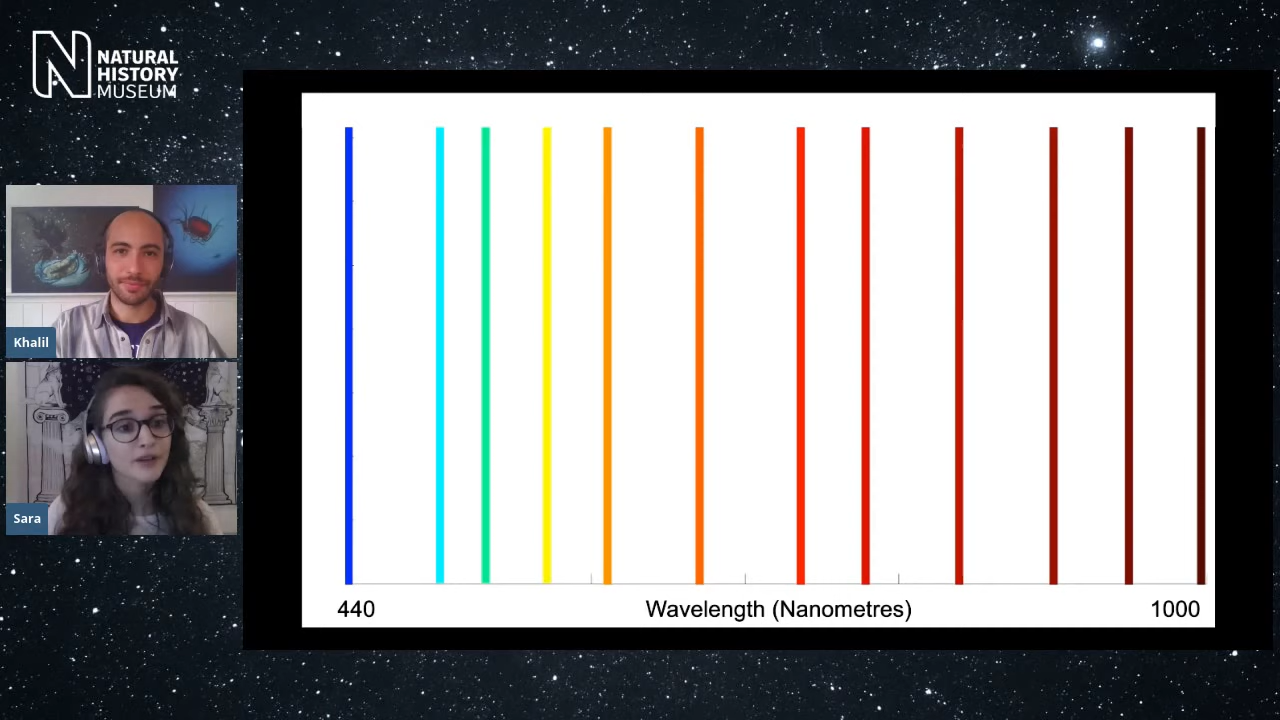 NATURAL
HISTORY
MUSEUM
Khalil
Sara
440
Wavelength (Nanometres)
1000